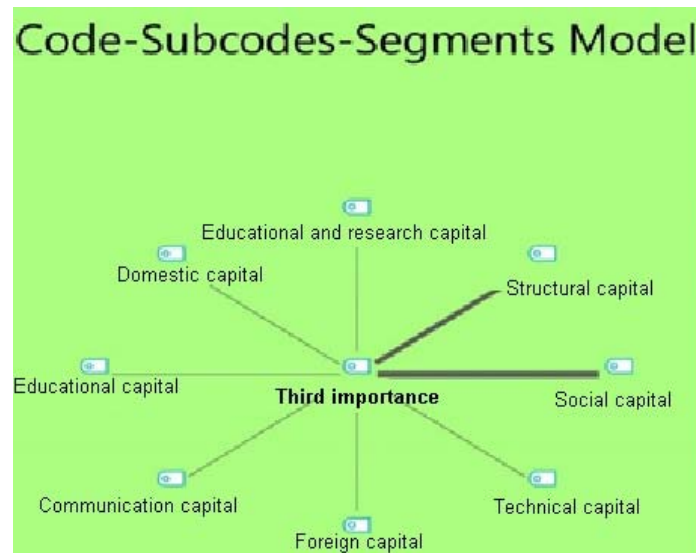 Code-Subcodes-Segments Model
Educational and research capital
Domestic capital
Structural capital
Educational capital
Third importance
Social capital
Communication capital
Technical capital
Foreign capital